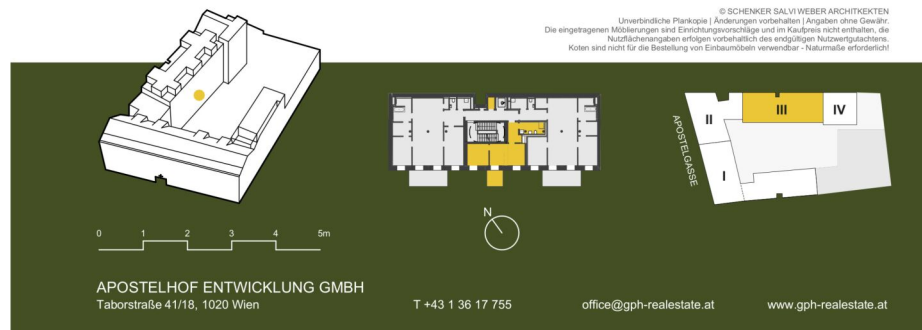 © SCHENKER SALVI WEBER ARCHITKEKTEN
Unverbindliche Plankopie | Änderungen vorbehalten | Angaben ohne Gewähr.
Die eingetragenen Möblierungen sind Einrichtungsvorschläge und im Kaufpreis nicht enthalten, die
Nutzflächenangaben erfolgen vorbehaltlich des endgültigen Nutzwertgutachtens.
Koten sind nicht für die Bestellung von Einbaumöbeln verwendbar - Naturmaße erforderlich!
II
III
IV
APOSTELGASSE
I
N
0 1 2 3 4 5m
APOSTELHOF ENTWICKLUNG GMBH
Taborstraße 41/18, 1020 Wien
T +43 1 36 17 755
office@gph-realestate.at
www.gph-realestate.at